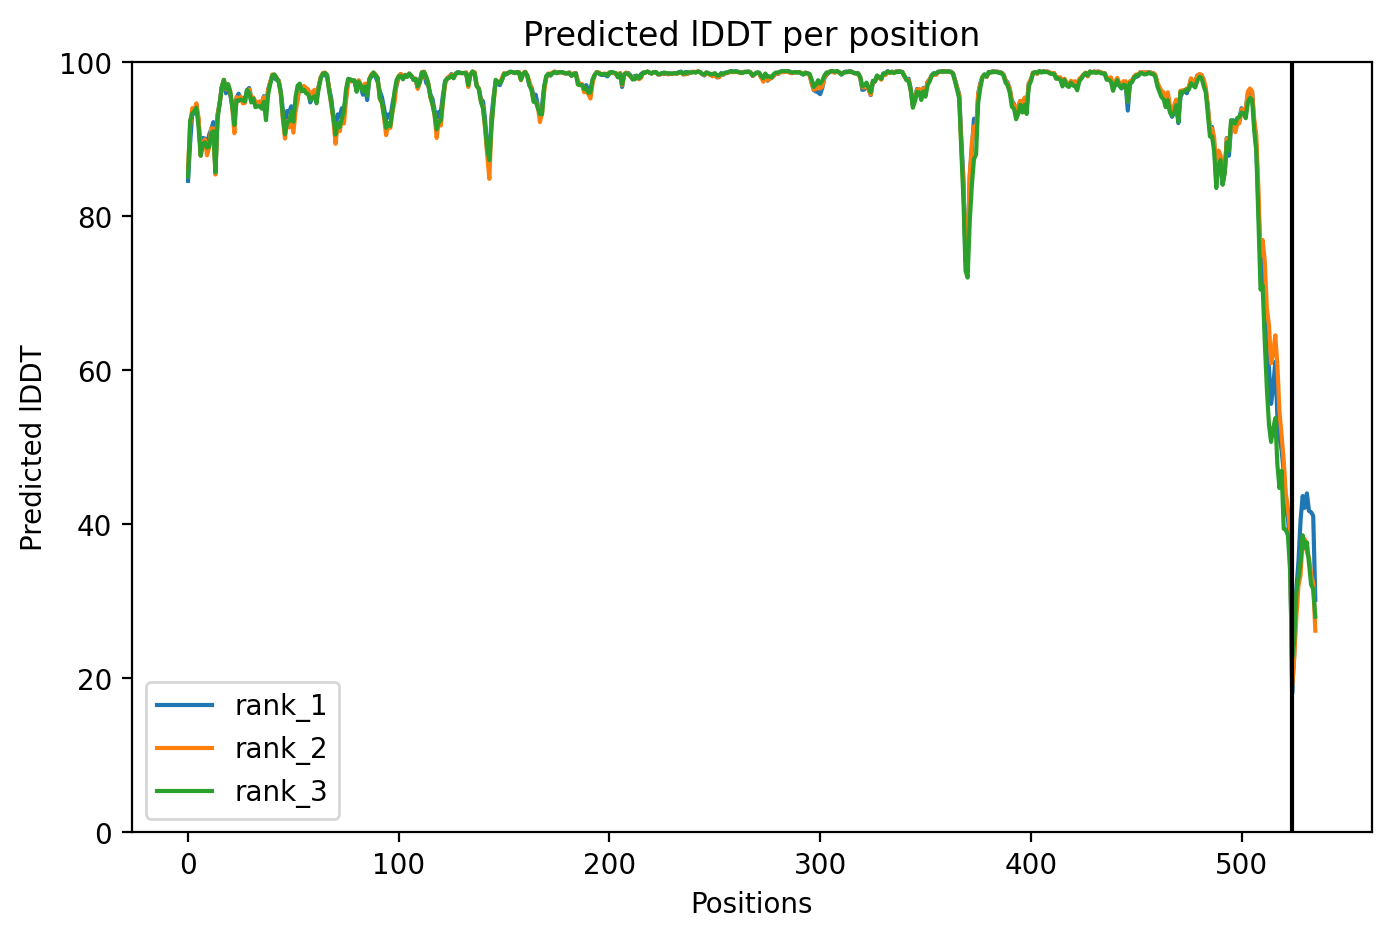 Predicted lDDT per position
100
80
60
40
20
0
Predicted lDDT
rank_1
rank_2
rank_3
0 100 200 300 400 500
Positions